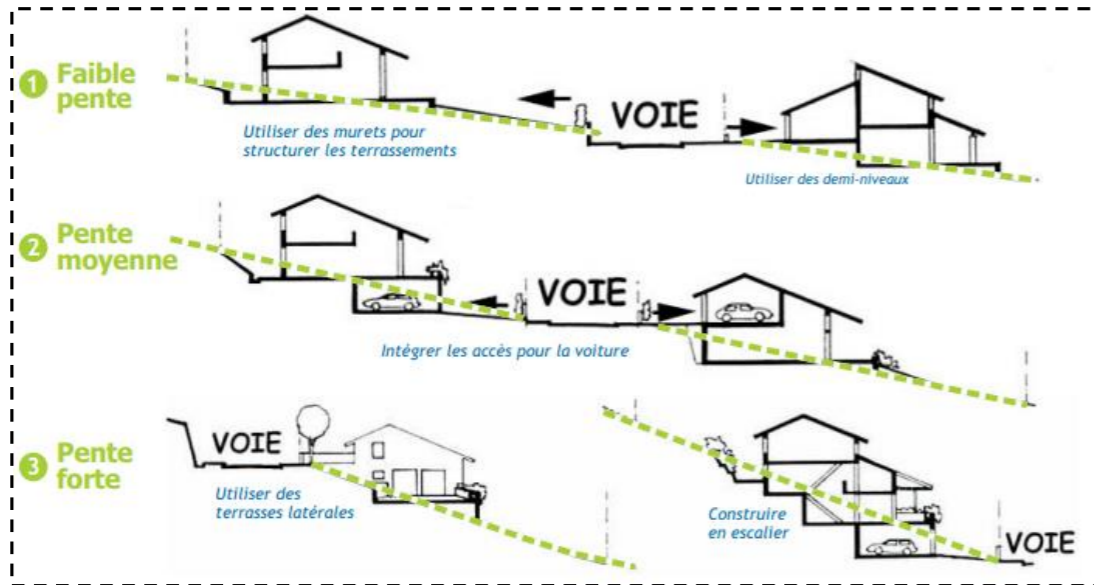 1 Faible
pente
VOIE
Utiliser des murets pour
structurer les terrassements
Utiliser des demi-niveaux
2 Pente
moyenne
VOIE
Intégrer les accès pour la voiture
3 Pente
forte
VOIE
Utiliser des
terrasses latérales
Construire
en escalier
VOIE